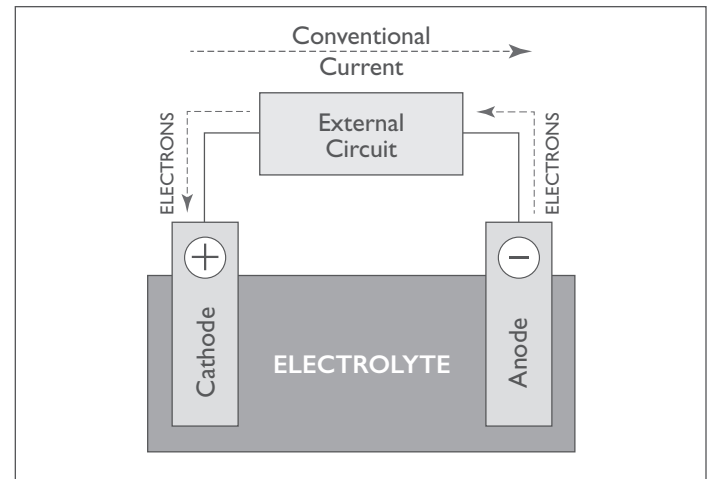 Conventional
Current
External
Circuit
ELECTRONS
ELECTRONS
+
−
Cathode
ELECTROLYTE
Anode